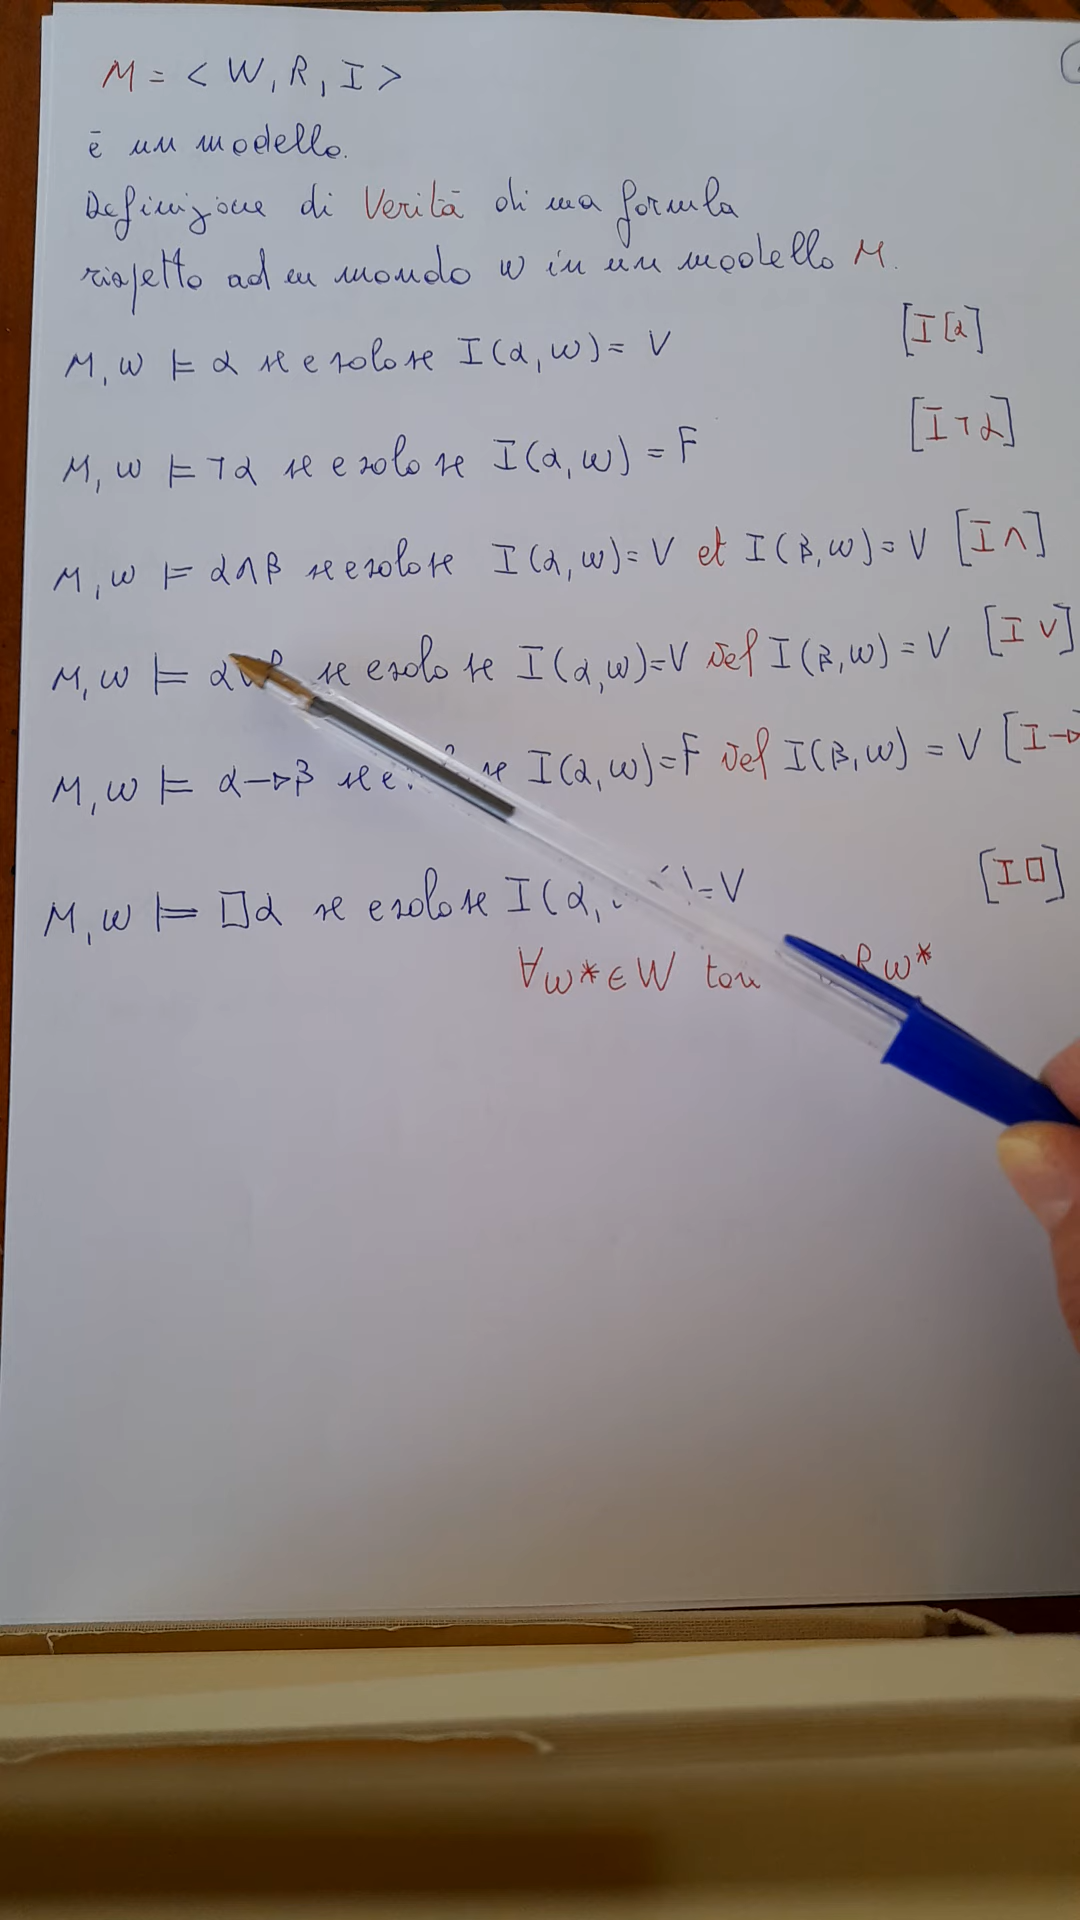 M = < W, R, I >
è un modello.
Definizione di Verità di una formula
rispetto ad un mondo w in un modello M.
M, w ⊨ α se e solo se I(α, w) = V [I α]
M, w ⊨ ¬α se e solo se I(α, w) = F [I ¬α]
M, w ⊨ α∧β se e solo se I(α, w) = V et I(β, w) = V [I ∧]
M, w ⊨ α∨β se e solo se I(α, w) = V vel I(β, w) = V [I ∨]
M, w ⊨ α→β se e se I(α, w) = F vel I(β, w) = V [I →
M, w ⊨ □α se e solo se I(α, ) = V [I □]
∀w* ∈ W R w*